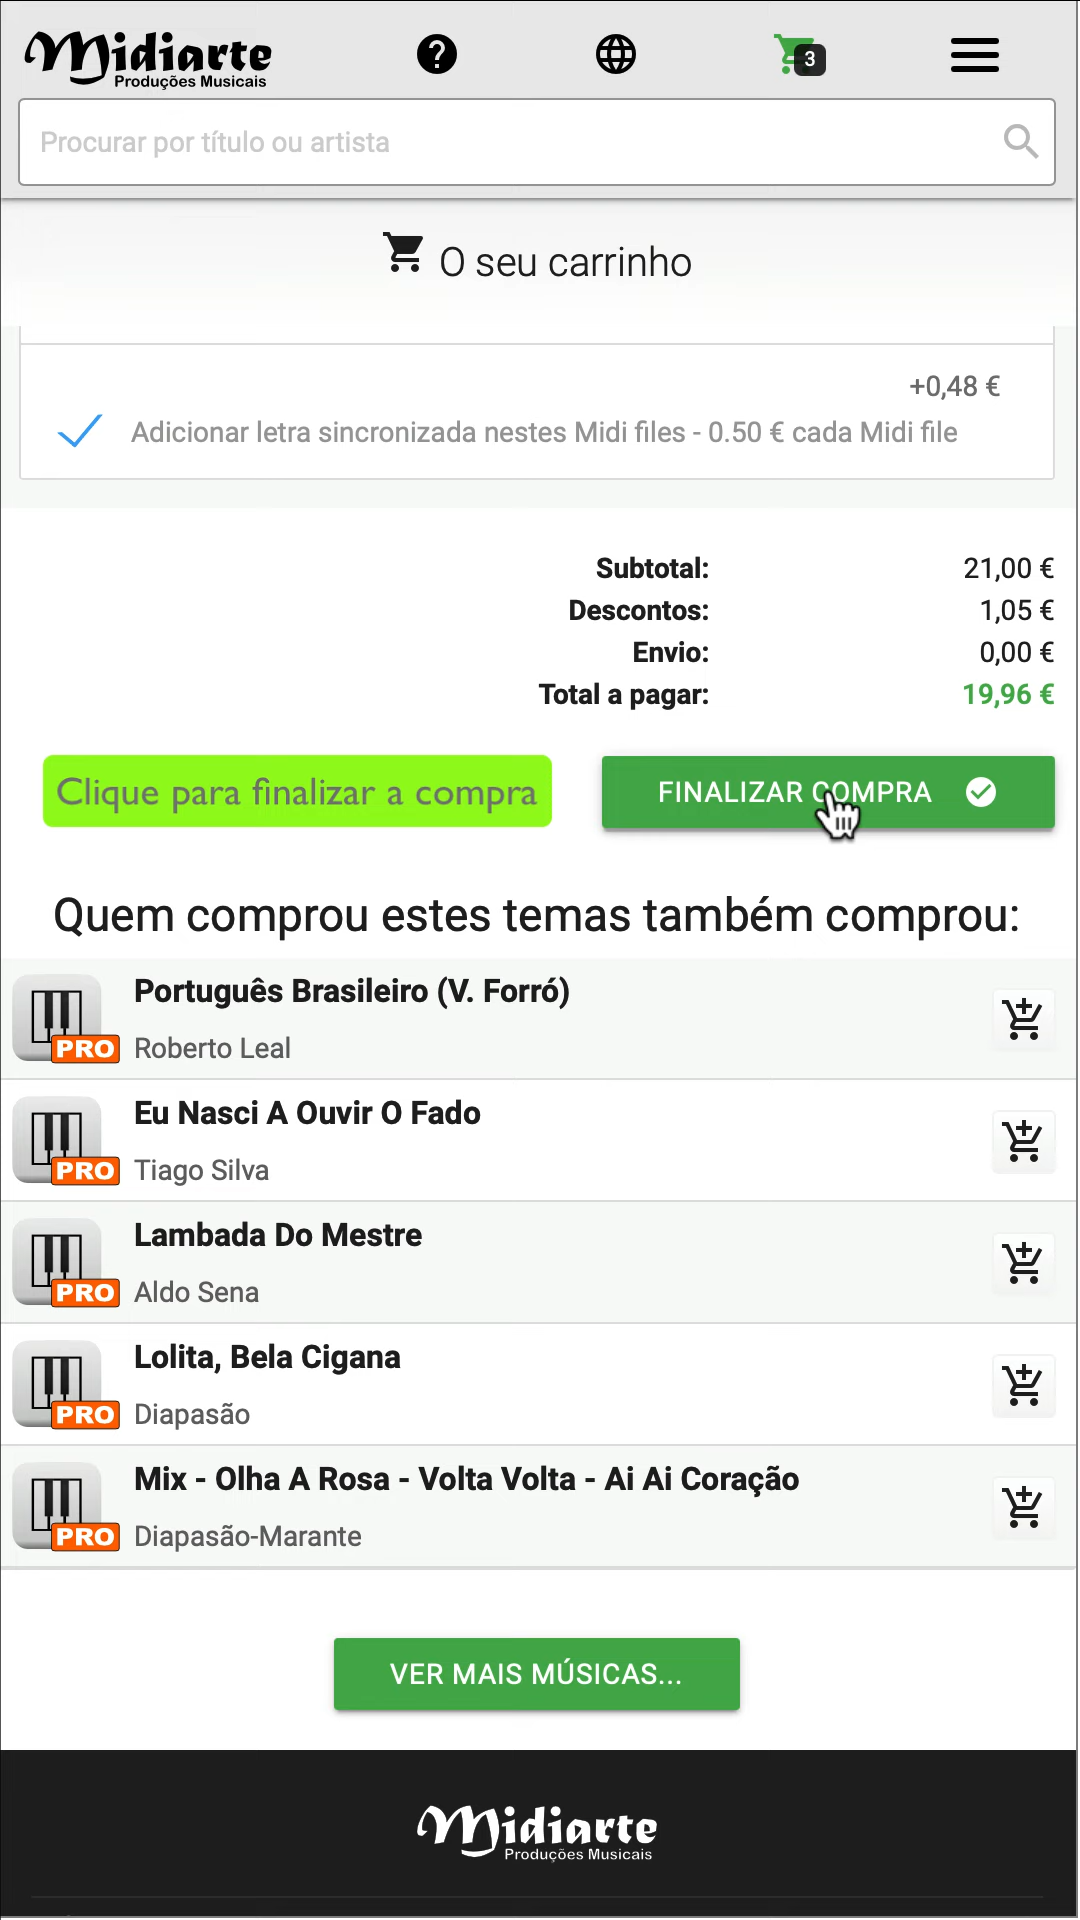 Midiarte
Produções Musicais
3
Procurar por título ou artista
O seu carrinho
+0,48 €
Adicionar letra sincronizada nestes Midi files - 0.50 € cada Midi file
Subtotal: 21,00 €
Descontos: 1,05 €
Envio: 0,00 €
Total a pagar: 19,96 €
Clique para finalizar a compra
FINALIZAR COMPRA
Quem comprou estes temas também comprou:
Português Brasileiro (V. Forró)
PRO Roberto Leal
Eu Nasci A Ouvir O Fado
PRO Tiago Silva
Lambada Do Mestre
PRO Aldo Sena
Lolita, Bela Cigana
PRO Diapasão
Mix - Olha A Rosa - Volta Volta - Ai Ai Coração
PRO Diapasão-Marante
VER MAIS MÚSICAS...
Midiarte
Produções Musicais